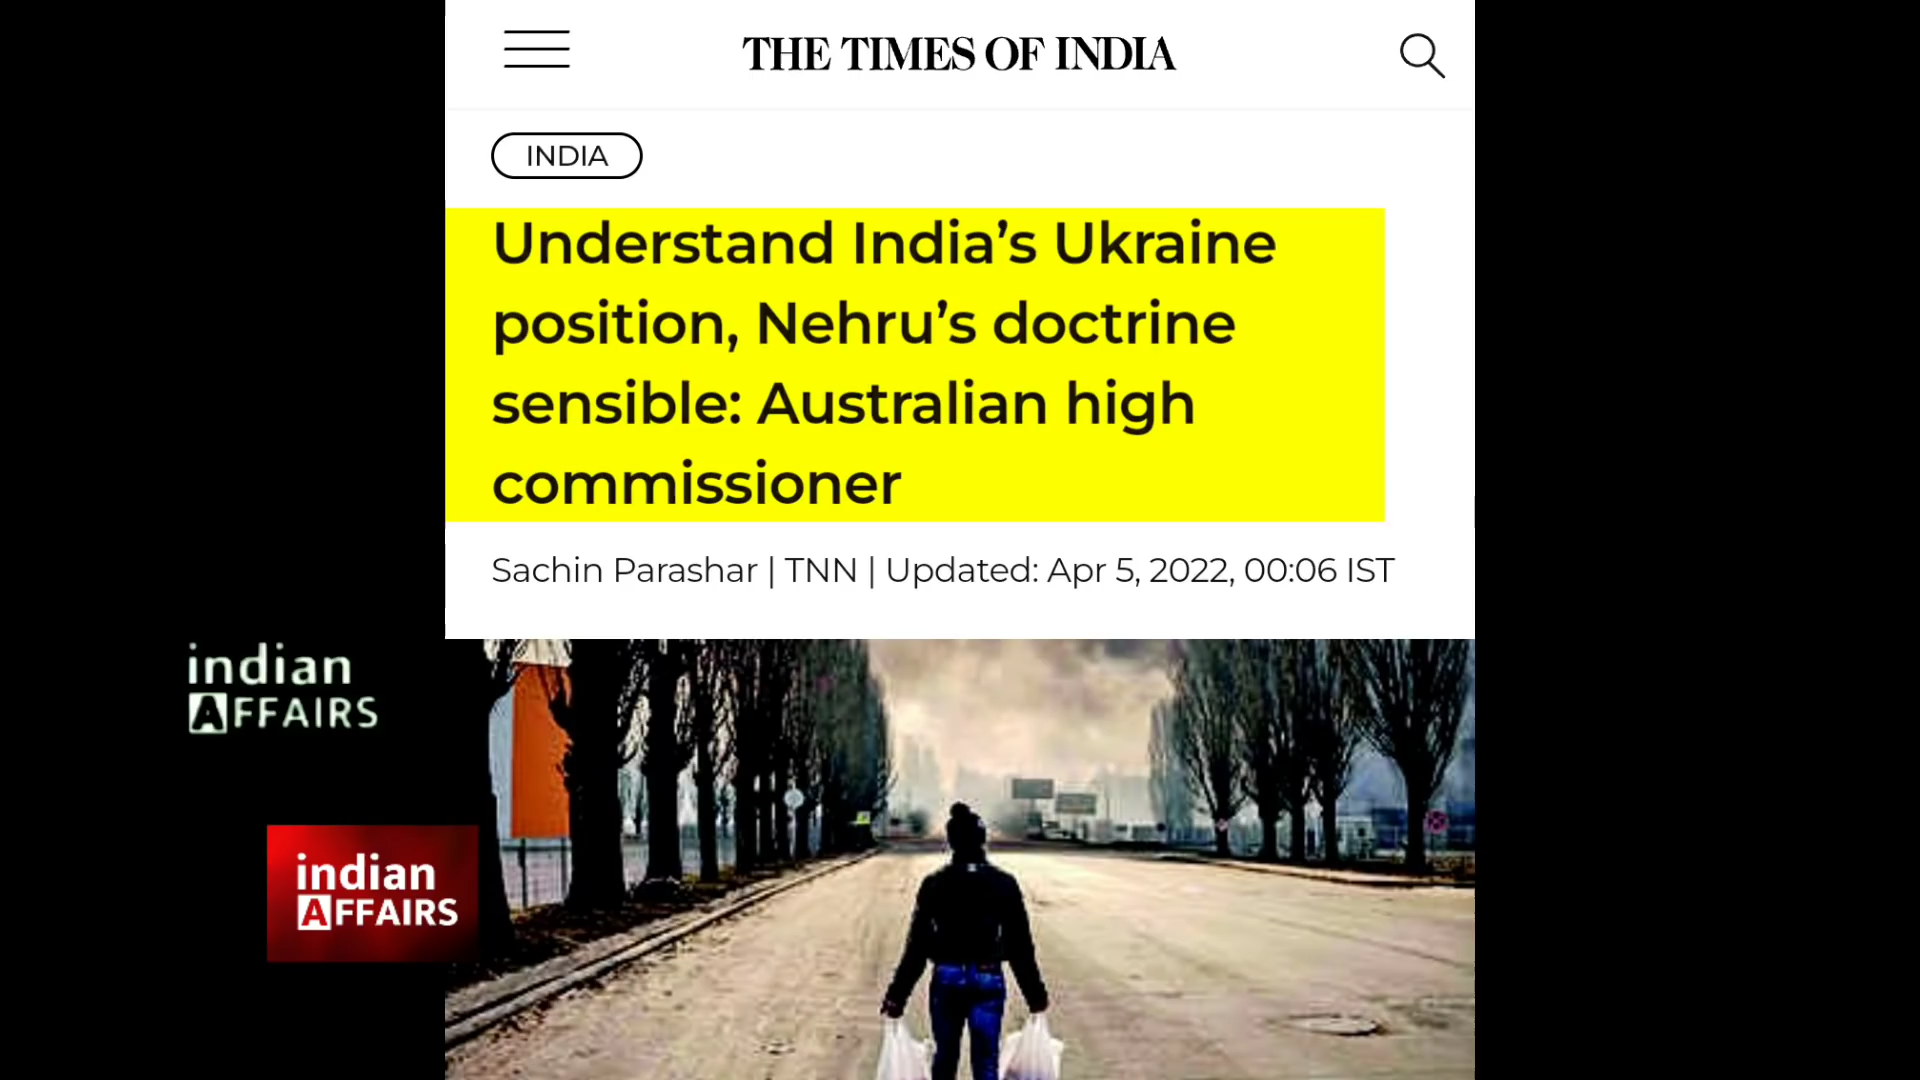 THE TIMES OF INDIA
INDIA
Understand India’s Ukraine
position, Nehru’s doctrine
sensible: Australian high
commissioner
Sachin Parashar | TNN | Updated: Apr 5, 2022, 00:06 IST
indian
AFFAIRS
indian
AFFAIRS